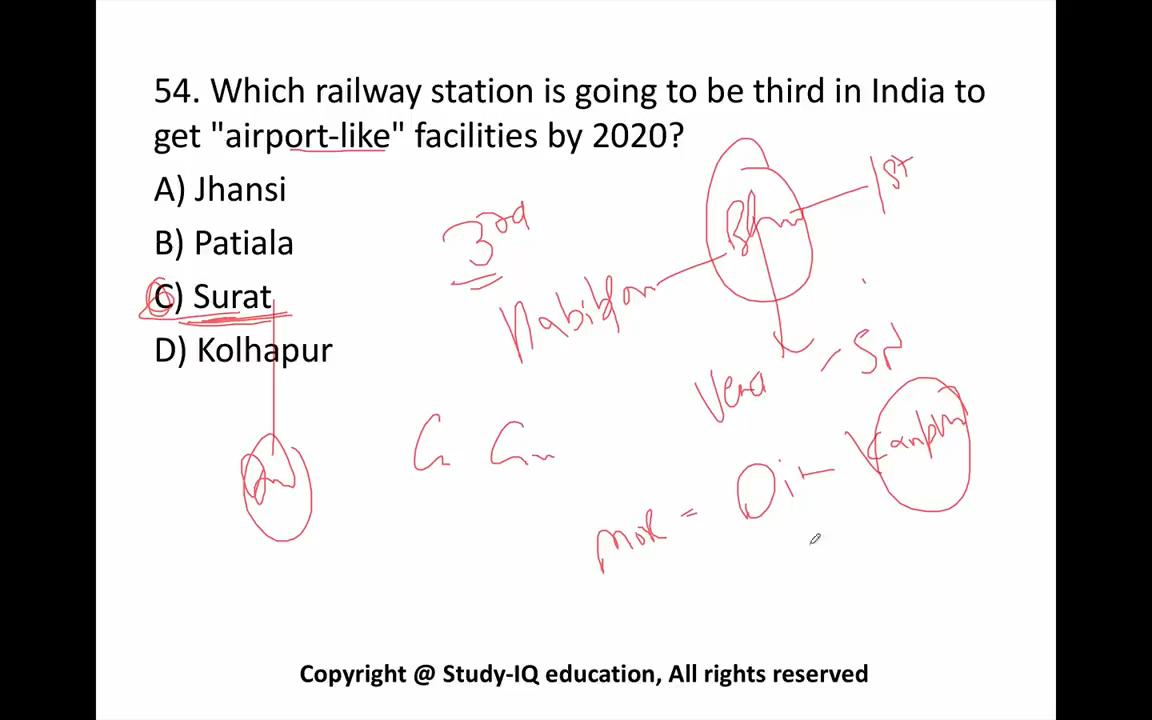 54. Which railway station is going to be third in India to
get "airport-like" facilities by 2020?
A) Jhansi
B) Patiala
C) Surat
D) Kolhapur
3rd
1st
Copyright @ Study-IQ education, All rights reserved